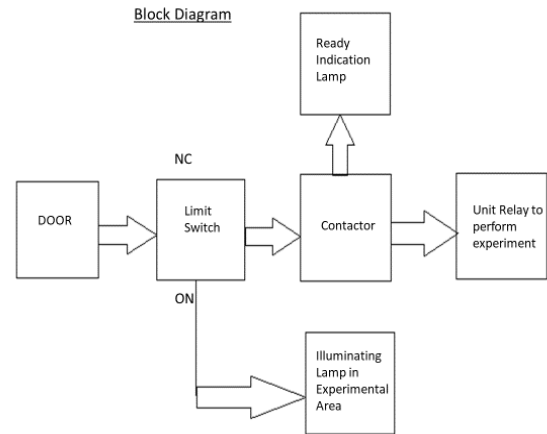 Block Diagram
Ready
Indication
Lamp
NC
DOOR
Limit
Switch
Contactor
Unit Relay to
perform
experiment
ON
Illuminating
Lamp in
Experimental
Area